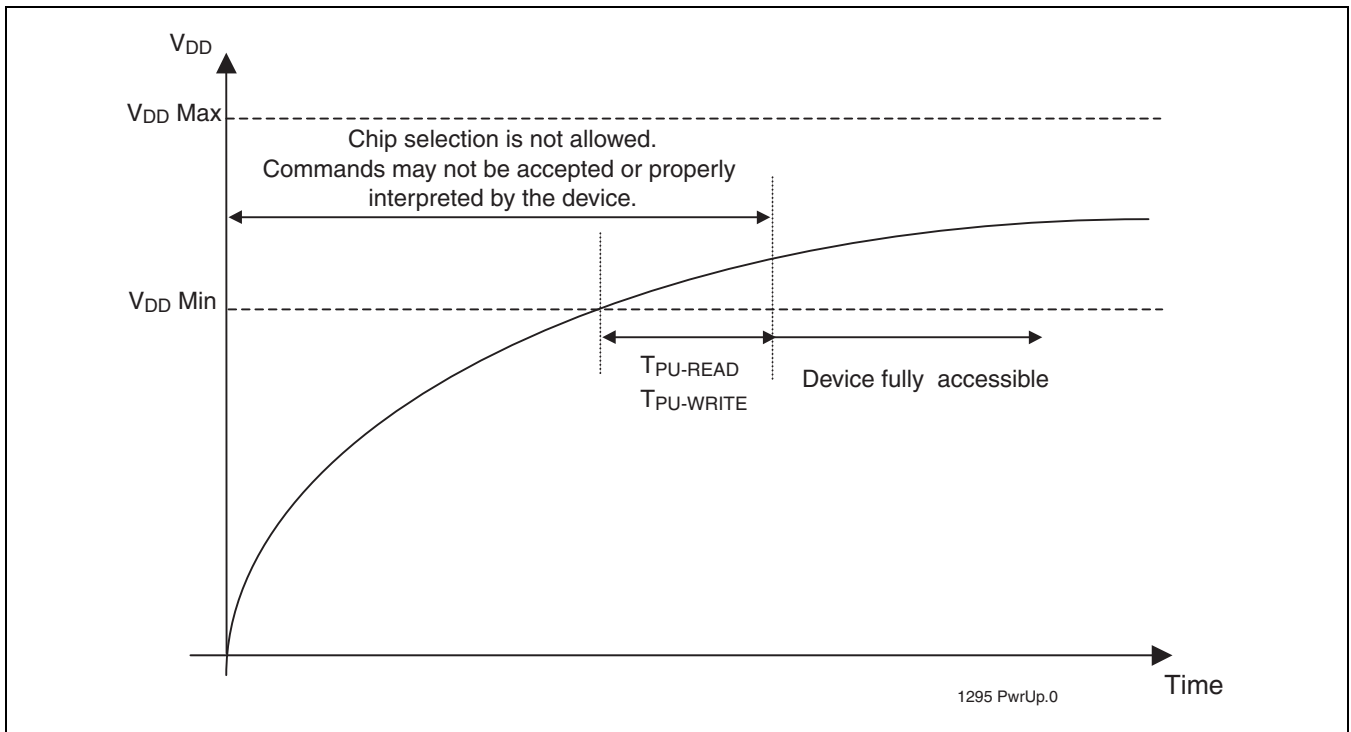 VDD
VDD Max
Chip selection is not allowed.
Commands may not be accepted or properly
interpreted by the device.
VDD Min
TPU-READ
TPU-WRITE
Device fully accessible
Time
1295 PwrUp.0